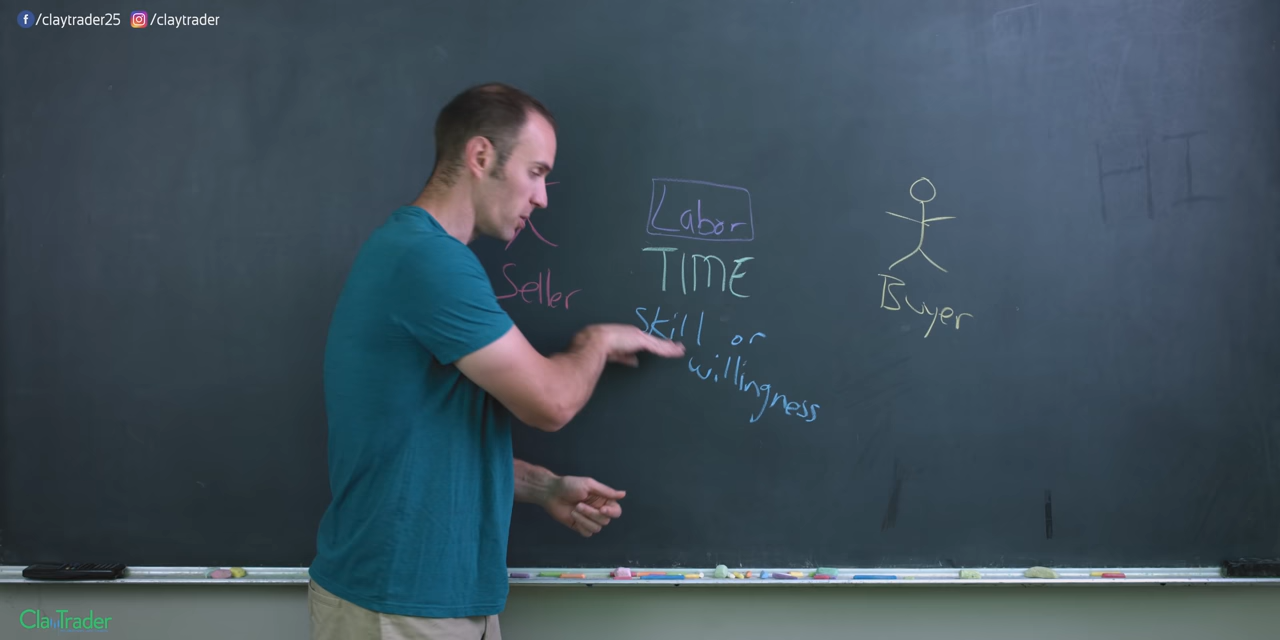 /claytrader25 /claytrader
HI
Labor
TIME
Seller
Buyer
Skill or
willingness
ClayTrader